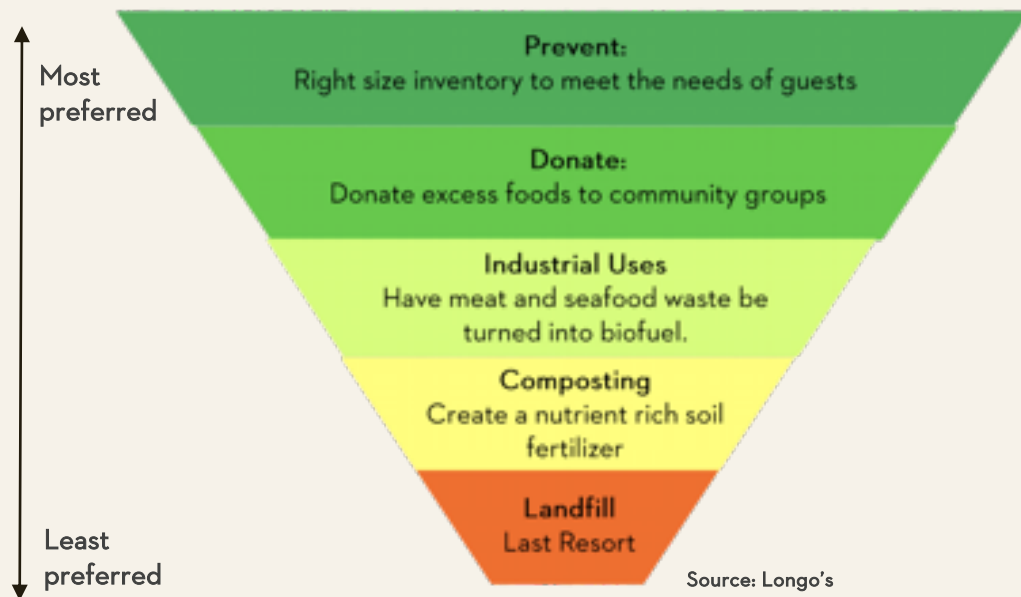 Most
preferred
Prevent:
Right size inventory to meet the needs of guests
Donate:
Donate excess foods to community groups
Industrial Uses
Have meat and seafood waste be
turned into biofuel.
Composting
Create a nutrient rich soil
fertilizer
Landfill
Last Resort
Least
preferred
Source: Longo's